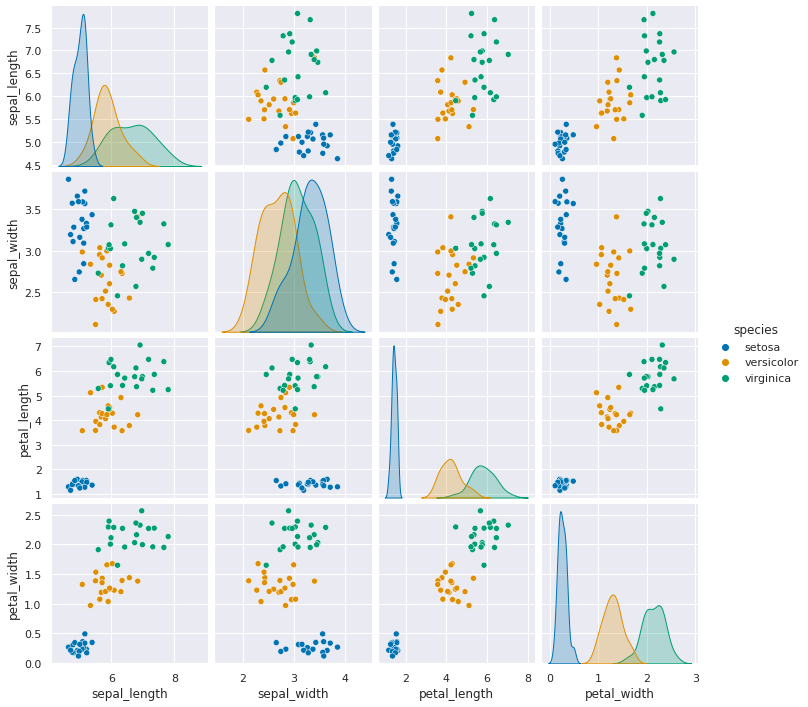 sepal_length
7.5
7.0
6.5
6.0
5.5
5.0
4.5
sepal_width
3.5
3.0
2.5
species
setosa
versicolor
virginica
petal_length
7
6
5
4
3
2
1
petal_width
2.5
2.0
1.5
1.0
0.5
0.0
6 8
2 3 4
2 4 6 8
0 1 2 3
sepal_length sepal_width petal_length petal_width